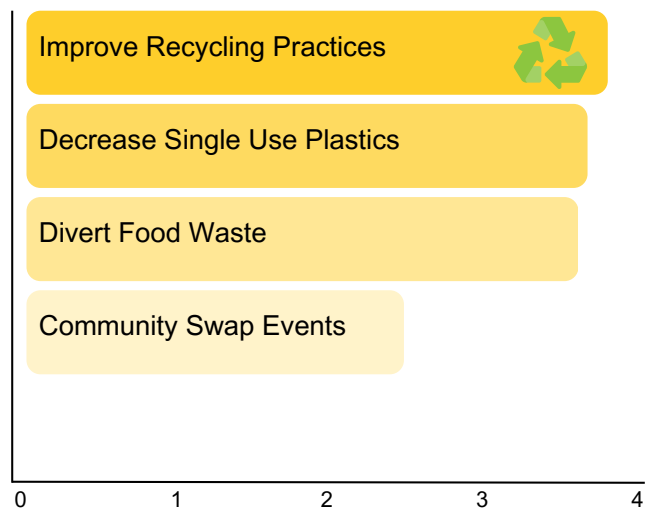 Improve Recycling Practices
Decrease Single Use Plastics
Divert Food Waste
Community Swap Events
0 1 2 3 4